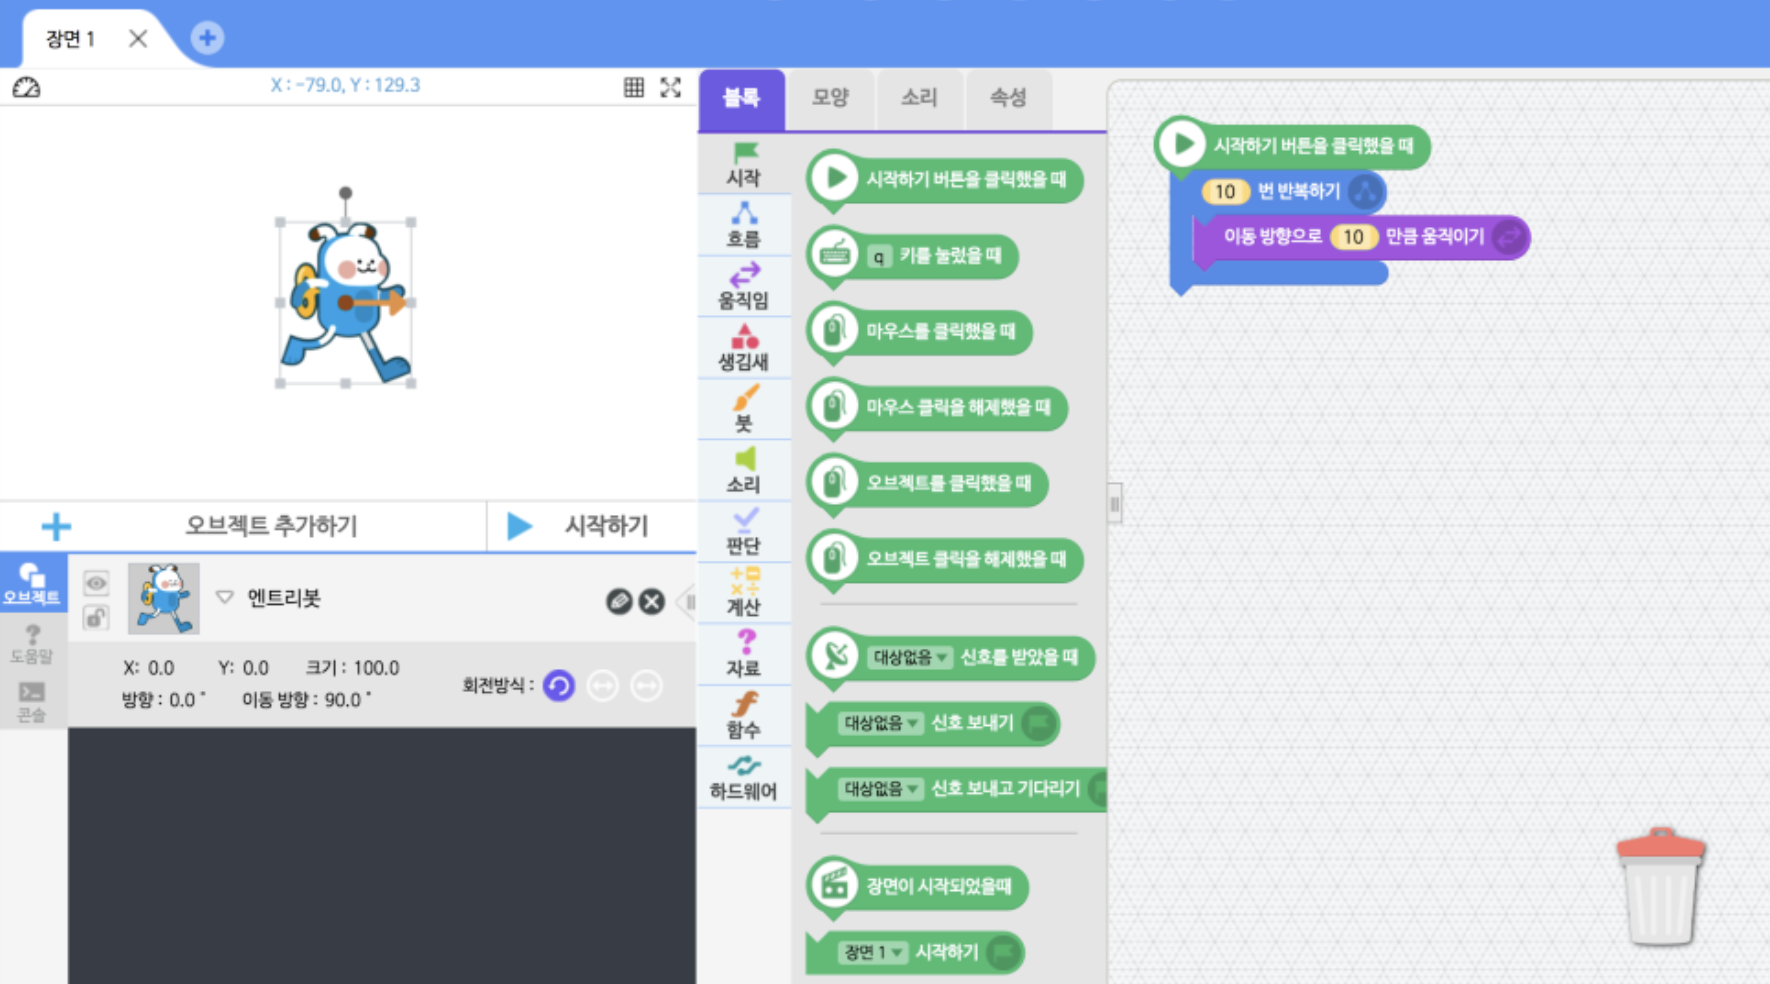 장면 1
X : -79.0, Y : 129.3
오브젝트 추가하기
시작하기
오브젝트
도움말
콘솔
엔트리봇
X: 0.0 Y: 0.0 크기 : 100.0
방향 : 0.0 ° 이동 방향 : 90.0 °
회전방식 :
블록
모양
소리
속성
시작
흐름
움직임
생김새
붓
소리
판단
계산
자료
함수
하드웨어
시작하기 버튼을 클릭했을 때
q 키를 눌렀을 때
마우스를 클릭했을 때
마우스 클릭을 해제했을 때
오브젝트를 클릭했을 때
오브젝트 클릭을 해제했을 때
대상없음 신호를 받았을 때
대상없음 신호 보내기
대상없음 신호 보내고 기다리기
장면이 시작되었을때
장면 1 시작하기
시작하기 버튼을 클릭했을 때
10 번 반복하기
이동 방향으로 10 만큼 움직이기